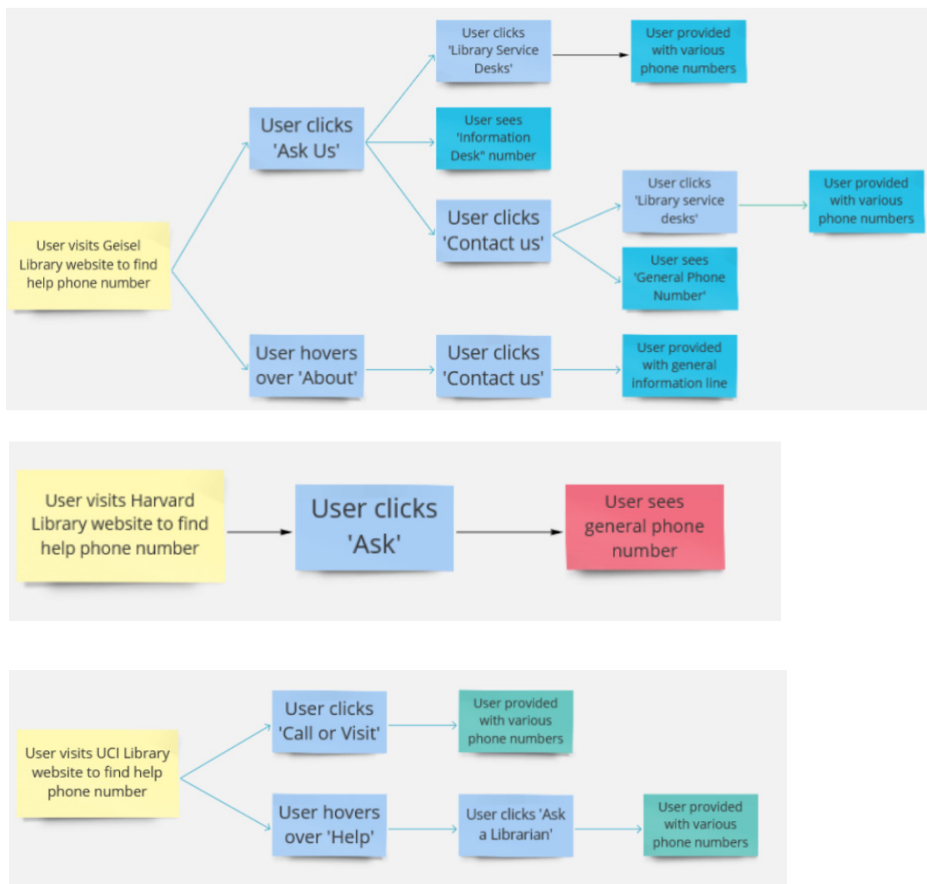 User clicks
'Library Service
Desks'
User provided
with various
phone numbers
User clicks
'Ask Us'
User sees
'Information
Desk" number
User clicks
'Library service
desks'
User provided
with various
phone numbers
User clicks
'Contact us'
User visits Geisel
Library website to find
help phone number
User sees
'General Phone
Number'
User hovers
over 'About'
User clicks
'Contact us'
User provided
with general
information line
User visits Harvard
Library website to find
help phone number
User clicks
'Ask'
User sees
general phone
number
User clicks
'Call or Visit'
User provided
with various
phone numbers
User visits UCI Library
website to find help
phone number
User hovers
over 'Help'
User clicks 'Ask
a Librarian'
User provided
with various
phone numbers